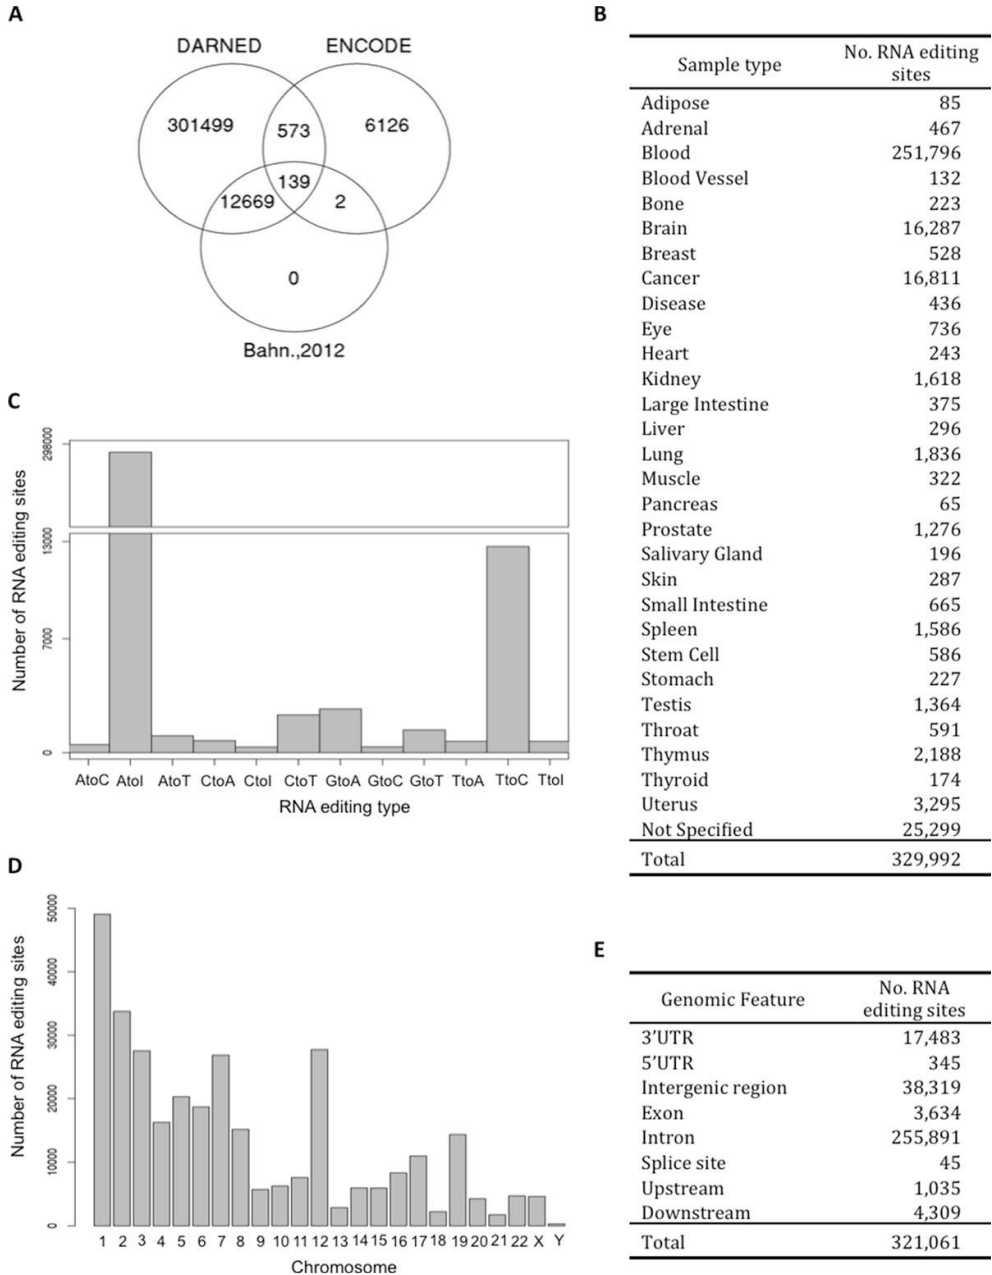 A
DARNED ENCODE
301499 573 6126
139
12669 2
0
Bahn.,2012
B
Sample type No. RNA editing
sites
Adipose 85
Adrenal 467
Blood 251,796
Blood Vessel 132
Bone 223
Brain 16,287
Breast 528
Cancer 16,811
Disease 436
Eye 736
Heart 243
Kidney 1,618
Large Intestine 375
Liver 296
Lung 1,836
Muscle 322
Pancreas 65
Prostate 1,276
Salivary Gland 196
Skin 287
Small Intestine 665
Spleen 1,586
Stem Cell 586
Stomach 227
Testis 1,364
Throat 591
Thymus 2,188
Thyroid 174
Uterus 3,295
Not Specified 25,299
Total 329,992
C
Number of RNA editing sites
298000
13000
7000
0
AtoC AtoI AtoT CtoA CtoI CtoT GtoA GtoC GtoT TtoA TtoC TtoI
RNA editing type
D
Number of RNA editing sites
50000
40000
30000
20000
10000
0
1 2 3 4 5 6 7 8 9 10 11 12 13 14 15 16 17 18 19 20 21 22 X Y
Chromosome
E
Genomic Feature No. RNA
editing sites
3'UTR 17,483
5'UTR 345
Intergenic region 38,319
Exon 3,634
Intron 255,891
Splice site 45
Upstream 1,035
Downstream 4,309
Total 321,061